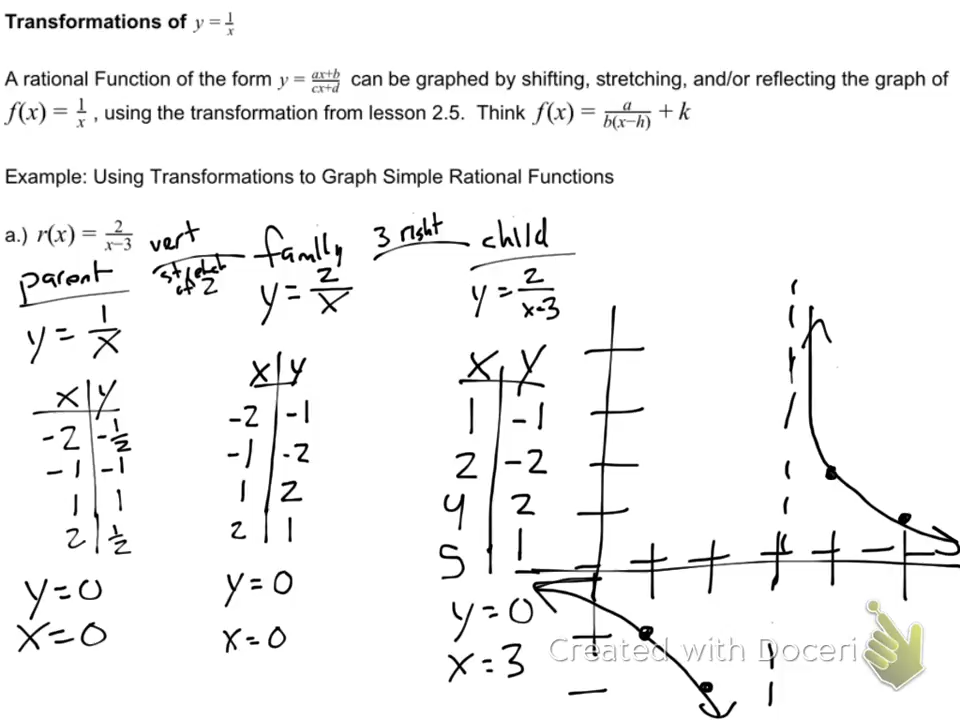 Transformations of y = 1/x
A rational Function of the form y = ax+b/cx+d can be graphed by shifting, stretching, and/or reflecting the graph of
f(x) = 1/x , using the transformation from lesson 2.5. Think f(x) = a/b(x−h) + k
Example: Using Transformations to Graph Simple Rational Functions
a.) r(x) = 2/x−3
vert stretch of 2
3 right
parent
y = 1/x
x | y
-2 | -1/2
-1 | -1
1 | 1
2 | 1/2
y=0
x=0
family
y = 2/x
x | y
-2 | -1
-1 | -2
1 | 2
2 | 1
y=0
x=0
child
y = 2/x-3
x | y
1 | -1
2 | -2
4 | 2
5 | 1
y=0
x=3
Created with Doceri